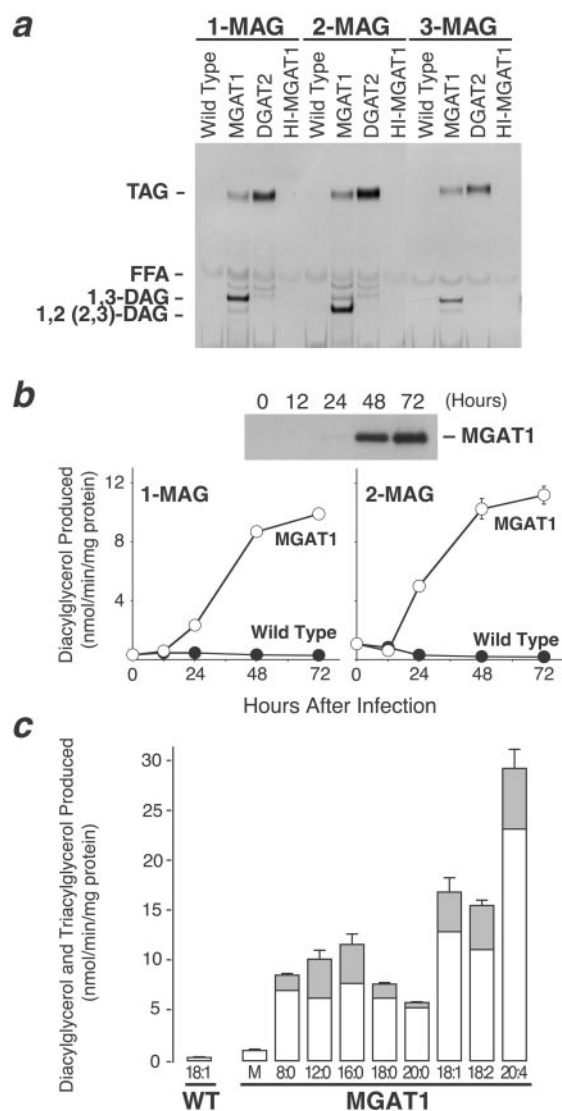 a
1-MAG 2-MAG 3-MAG
Wild Type MGAT1 DGAT2 HI-MGAT1 Wild Type MGAT1 DGAT2 HI-MGAT1 Wild Type MGAT1 DGAT2 HI-MGAT1
TAG -
FFA -
1,3-DAG -
1,2 (2,3)-DAG -
b
0 12 24 48 72 (Hours)
– MGAT1
Diacylglycerol Produced
(nmol/min/mg protein)
12
8
4
1-MAG
MGAT1
Wild Type
0 24 48 72
2-MAG
MGAT1
Wild Type
0 24 48 72
Hours After Infection
c
Diacylglycerol and Triacylglycerol Produced
(nmol/min/mg protein)
30
25
20
15
10
5
0
18:1 M 8:0 12:0 16:0 18:0 20:0 18:1 18:2 20:4
WT MGAT1